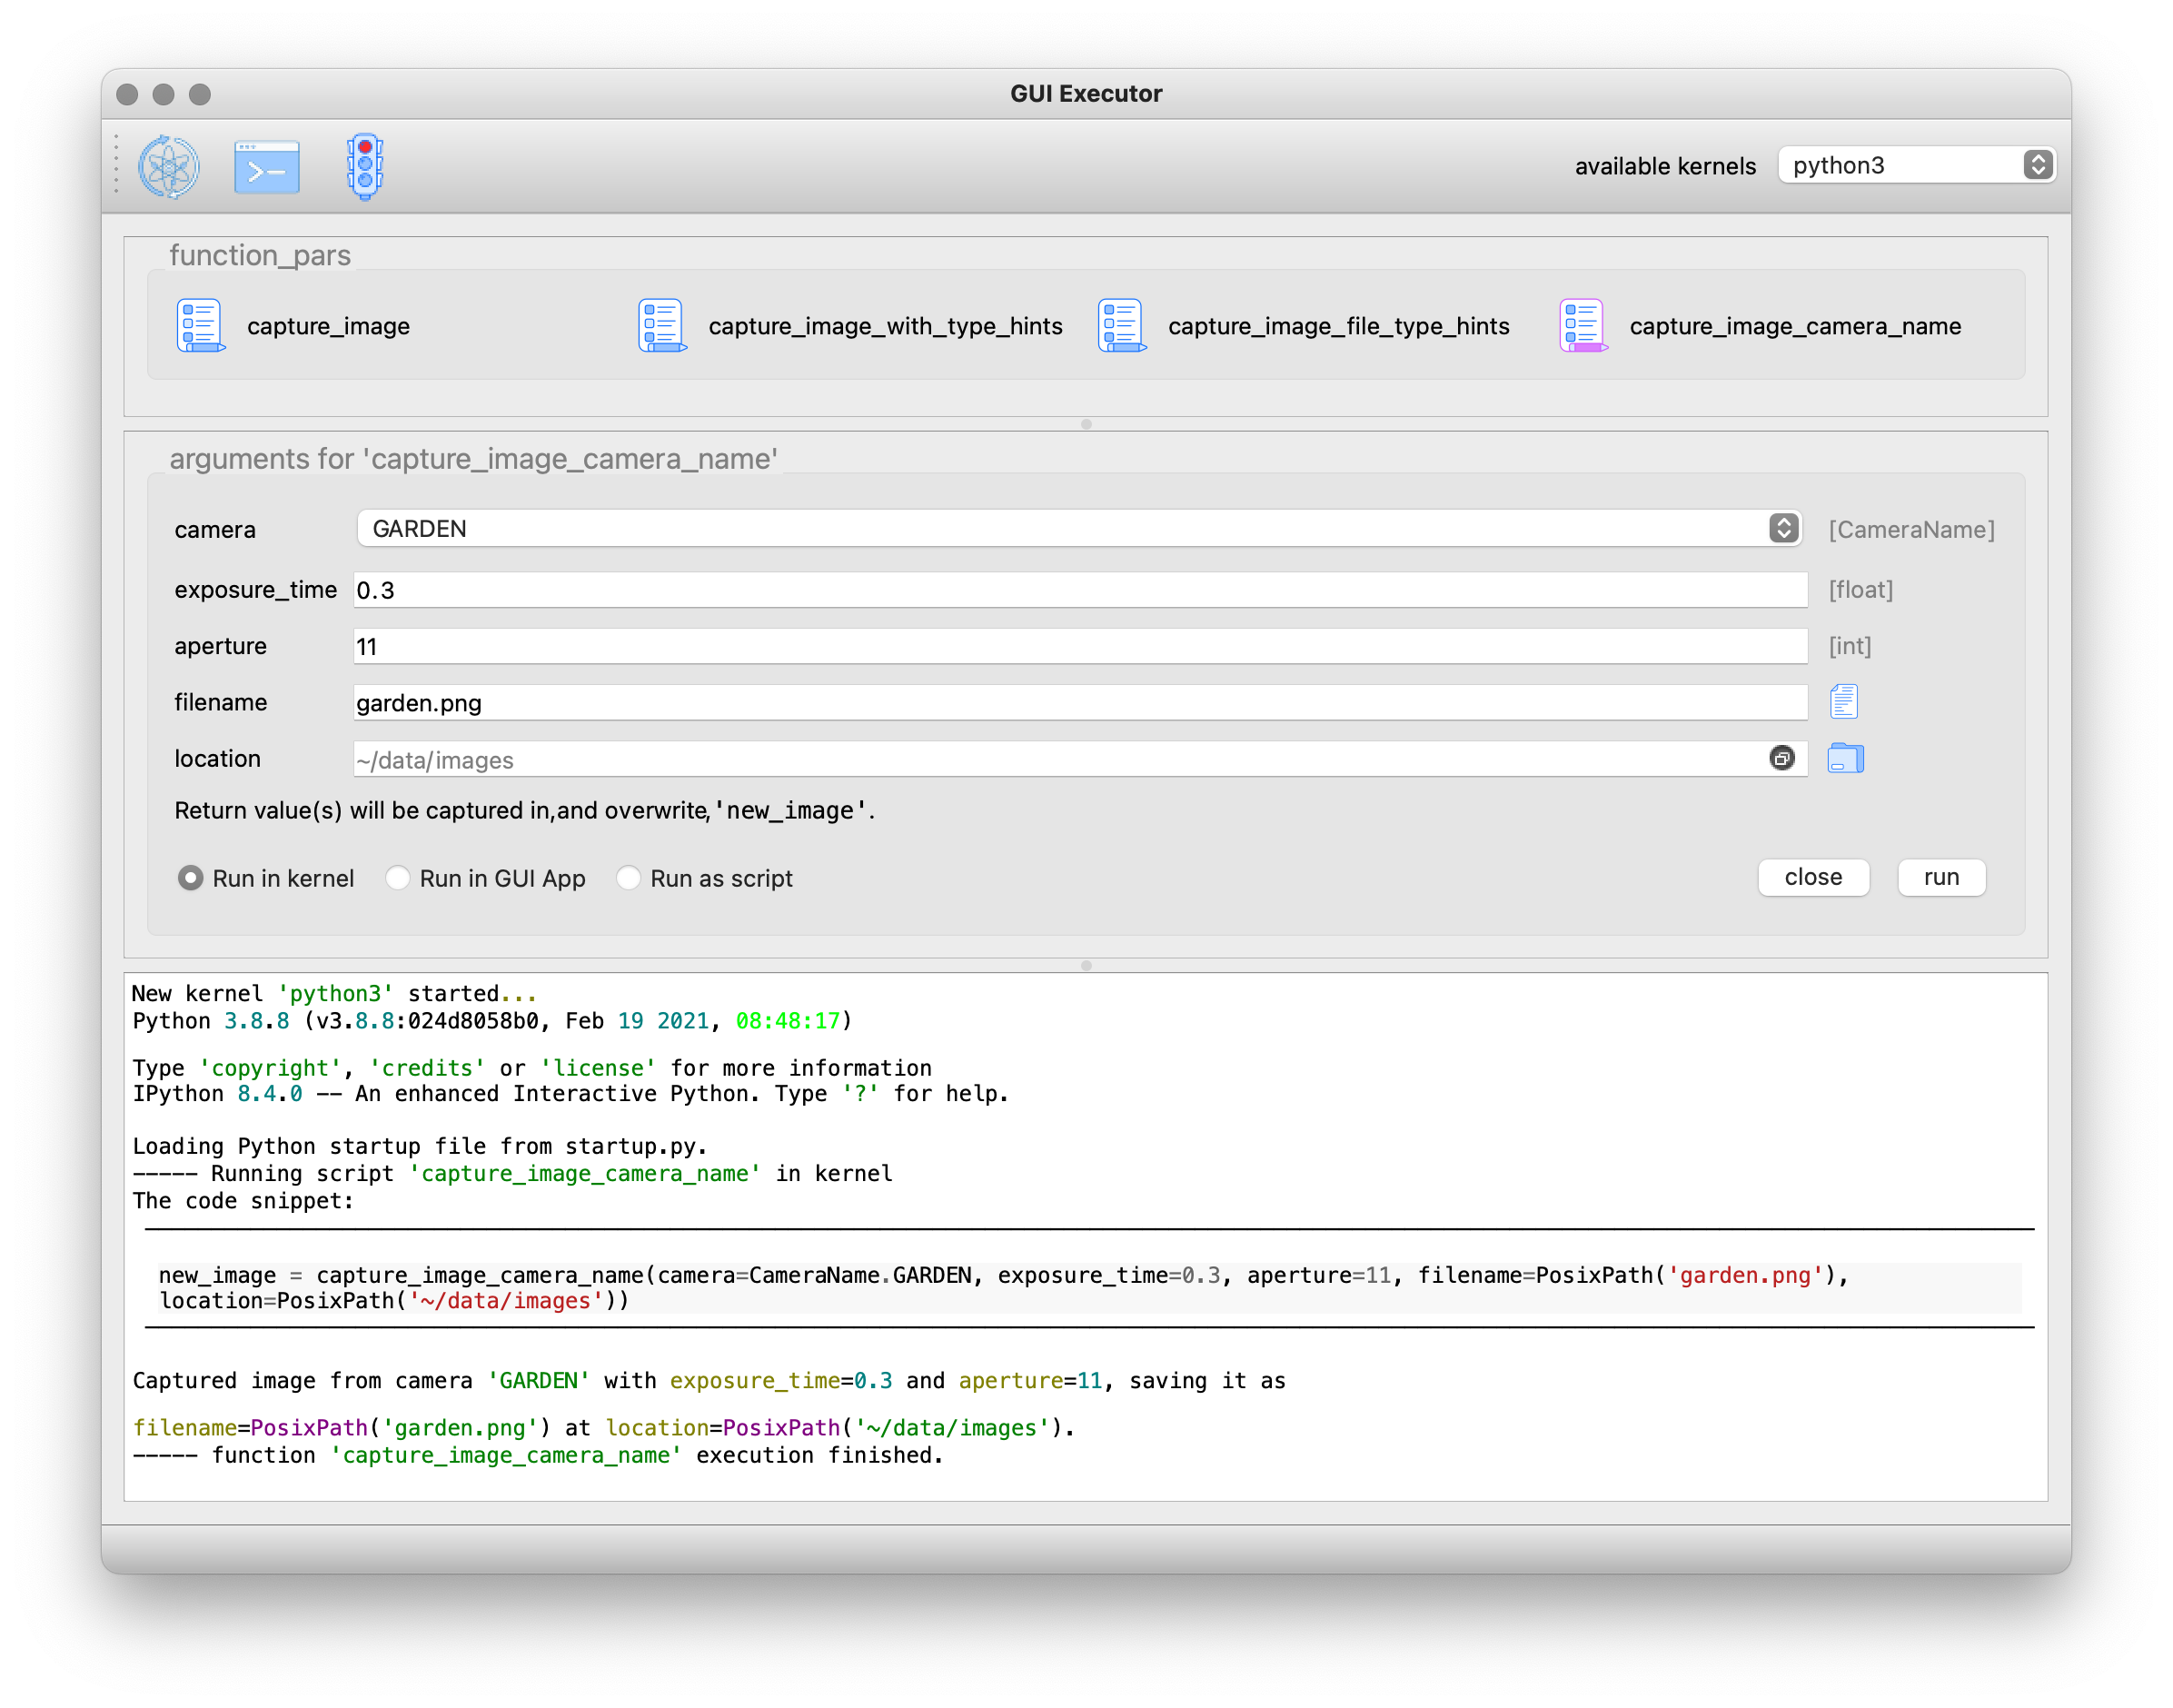 GUI Executor
available kernels python3
function_pars
capture_image capture_image_with_type_hints capture_image_file_type_hints capture_image_camera_name
arguments for 'capture_image_camera_name'
camera GARDEN [CameraName]
exposure_time 0.3 [float]
aperture 11 [int]
filename garden.png
location ~/data/images
Return value(s) will be captured in,and overwrite,'new_image'.
Run in kernel Run in GUI App Run as script close run
New kernel 'python3' started...
Python 3.8.8 (v3.8.8:024d8058b0, Feb 19 2021, 08:48:17)
Type 'copyright', 'credits' or 'license' for more information
IPython 8.4.0 -- An enhanced Interactive Python. Type '?' for help.
Loading Python startup file from startup.py.
----- Running script 'capture_image_camera_name' in kernel
The code snippet:
new_image = capture_image_camera_name(camera=CameraName.GARDEN, exposure_time=0.3, aperture=11, filename=PosixPath('garden.png'),
location=PosixPath('~/data/images'))
Captured image from camera 'GARDEN' with exposure_time=0.3 and aperture=11, saving it as
filename=PosixPath('garden.png') at location=PosixPath('~/data/images').
----- function 'capture_image_camera_name' execution finished.